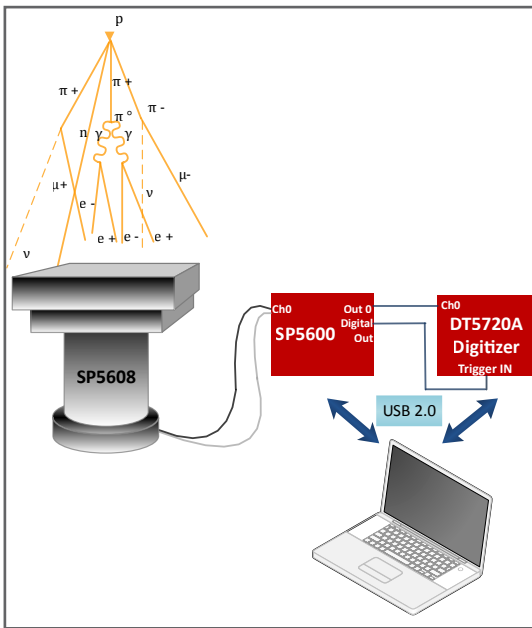 p
π +
π +
π -
π °
n
γ
γ
μ+
μ-
e -
ν
e +
e -
e +
ν
Ch0
Out 0
SP5600
Digital
Out
Ch0
DT5720A
Digitizer
Trigger IN
SP5608
USB 2.0